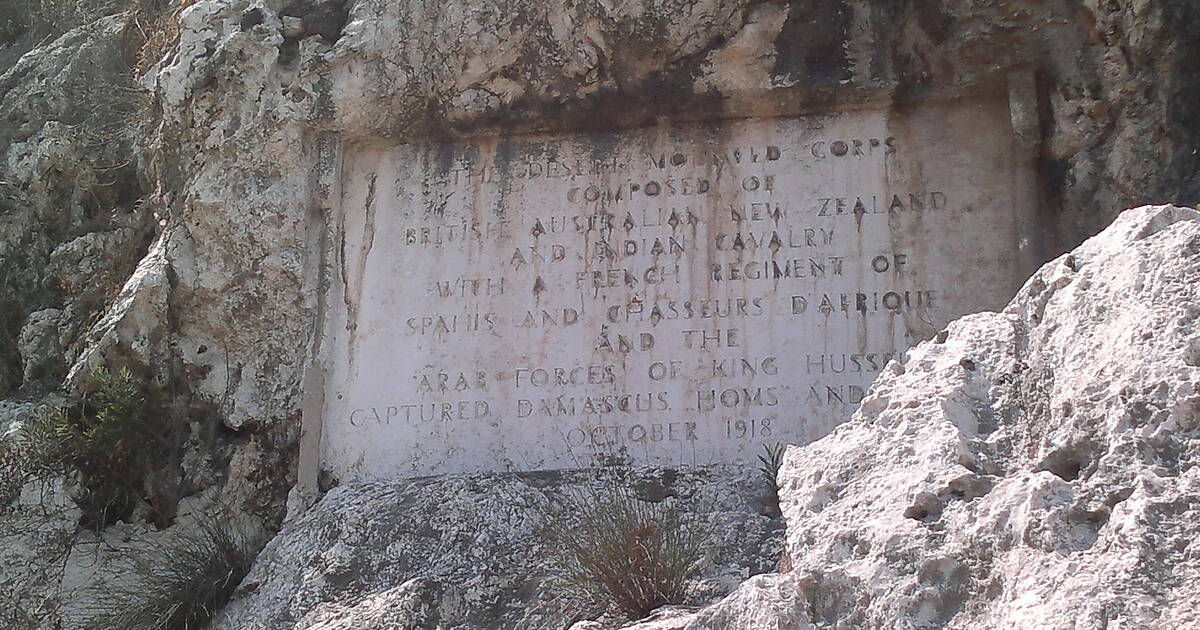 THE DESERT MOUNTED CORPS
COMPOSED OF
BRITISH AUSTRALIAN NEW ZEALAND
AND INDIAN CAVALRY
WITH A FRENCH REGIMENT OF
SPAHIS AND CHASSEURS D'AFRIQUE
AND THE
ARAB FORCES OF KING
CAPTURED DAMASCUS HOMS AND
OCTOBER 1918